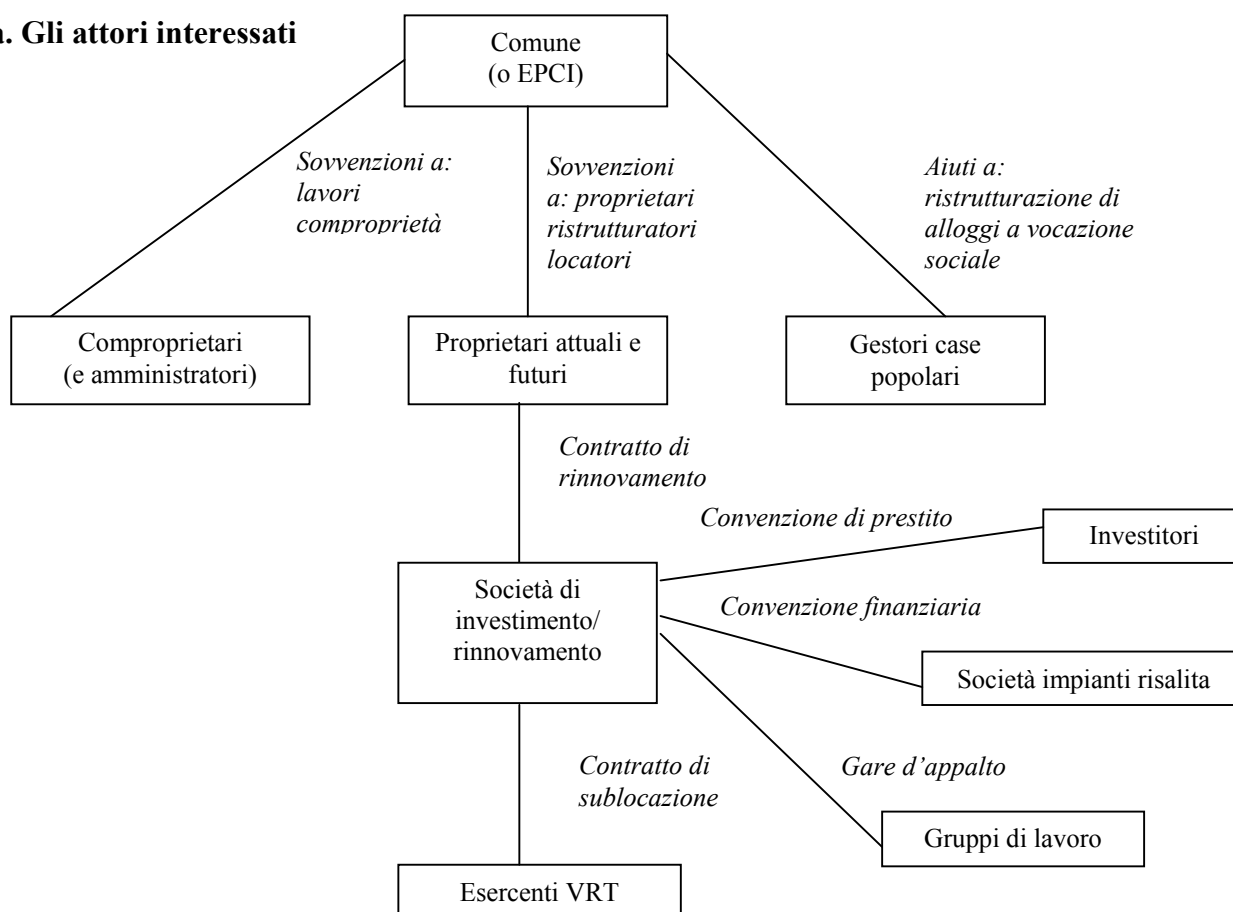 a. Gli attori interessati
Comune
(o EPCI)
Sovvenzioni a:
lavori
comproprietà
Sovvenzioni
a: proprietari
ristrutturatori
locatori
Aiuti a:
ristrutturazione di
alloggi a vocazione
sociale
Comproprietari
(e amministratori)
Proprietari attuali e
futuri
Gestori case
popolari
Contratto di
rinnovamento
Convenzione di prestito
Investitori
Società di
investimento/
rinnovamento
Convenzione finanziaria
Società impianti risalita
Contratto di
sublocazione
Gare d’appalto
Gruppi di lavoro
Esercenti VRT